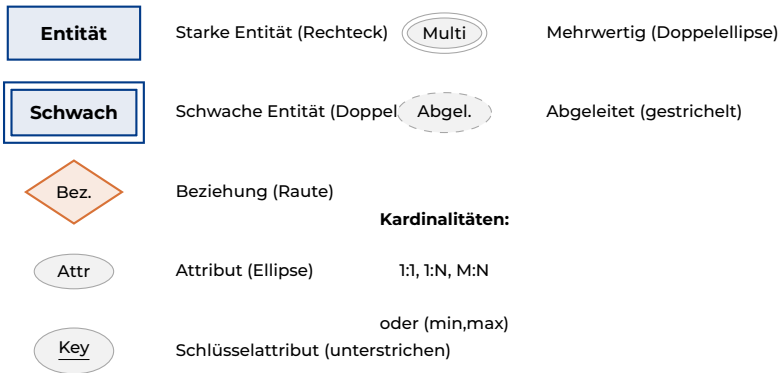 Entität Starke Entität (Rechteck) Multi Mehrwertig (Doppelellipse)
Schwach Schwache Entität (Doppel Abgel. Abgeleitet (gestrichelt)
Bez. Beziehung (Raute)
Kardinalitäten:
Attr Attribut (Ellipse) 1:1, 1:N, M:N
oder (min,max)
Key Schlüsselattribut (unterstrichen)